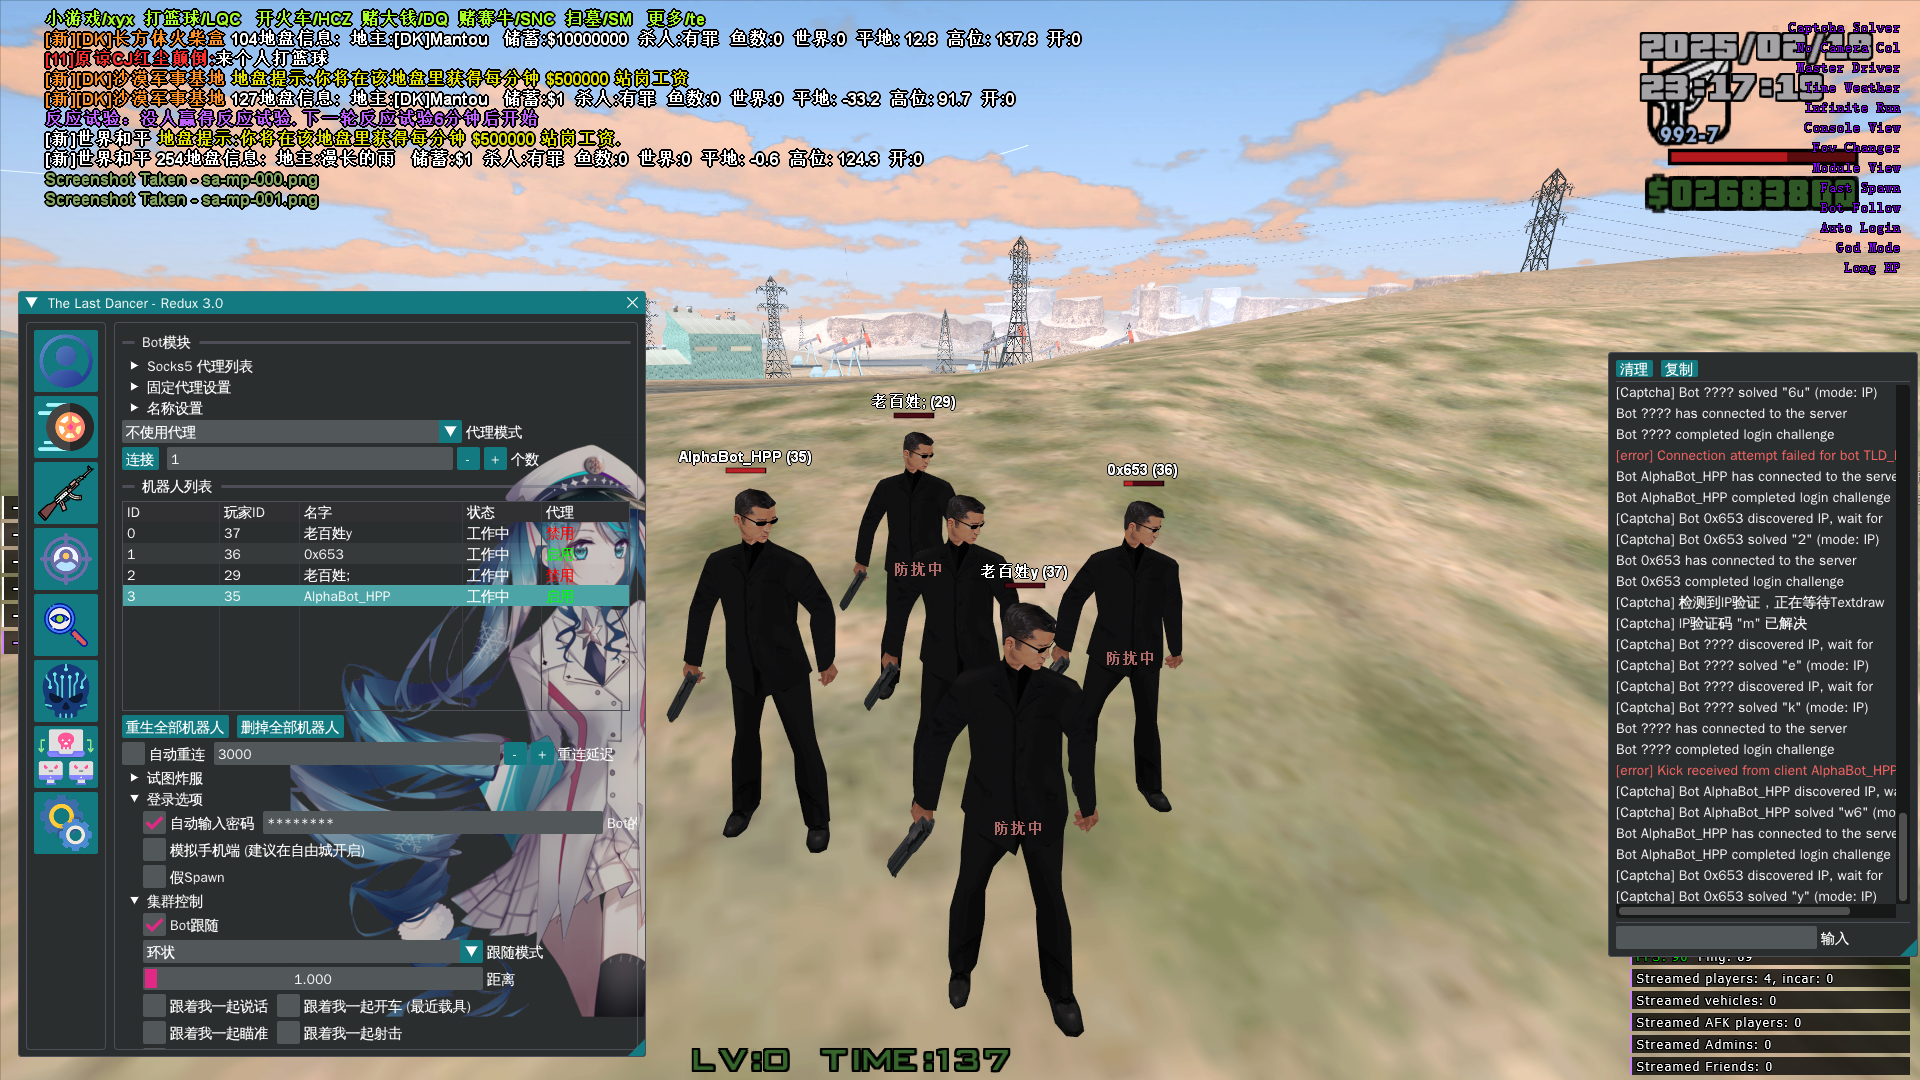 小游戏/xyx 打篮球/LQC 开火车/HCZ 赌大钱/DQ 赌赛牛/SNC 扫墓/SM 更多/te
[新][DK]长方体火柴盒 104地盘信息: 地主:[DK]Mantou 储蓄:$10000000 杀人:有罪 鱼数:0 世界:0 平地: 12.8 高位: 137.8 开:0
[11]原谅CJ红尘颠倒:来个人打篮球
[新][DK]沙漠军事基地 地盘提示:你将在该地盘里获得每分钟 $500000 站岗工资
[新][DK]沙漠军事基地 127地盘信息: 地主:[DK]Mantou 储蓄:$1 杀人:有罪 鱼数:0 世界:0 平地: -33.2 高位: 91.7 开:0
反应试验: 没人赢得反应试验. 下一轮反应试验6分钟后开始
[新]世界和平 地盘提示:你将在该地盘里获得每分钟 $500000 站岗工资.
[新]世界和平 254地盘信息: 地主:漫长的雨 储蓄:$1 杀人:有罪 鱼数:0 世界:0 平地: -0.6 高位: 124.3 开:0
Screenshot Taken - sa-mp-000.png
Screenshot Taken - sa-mp-001.png
Captcha Solver
No Camera Col
Master Driver
Time Weather
Infinite Run
Console View
Fov Changer
Module View
Fast Spawn
Bot Follow
Auto Login
God Mode
Long HP
992-7
The Last Dancer - Redux 3.0
Bot模块
Socks5 代理列表
固定代理设置
名称设置
不使用代理 代理模式
连接 1 - + 个数
机器人列表
ID 玩家ID 名字 状态 代理
0 37 老百姓y 工作中 禁用
1 36 0x653 工作中 启用
2 29 老百姓; 工作中 禁用
3 35 AlphaBot_HPP 工作中 启用
重生全部机器人 删掉全部机器人
自动重连 3000 - + 重连延迟
试图炸服
登录选项
自动输入密码 ******** Bot的
模拟手机端 (建议在自由城开启)
假Spawn
集群控制
Bot跟随
环状 跟随模式
1.000 距离
跟着我一起说话 跟着我一起开车 (最近载具)
跟着我一起瞄准 跟着我一起射击
老百姓; (29)
AlphaBot_HPP (35)
0x653 (36)
防扰中
老百姓y (37)
防扰中
防扰中
LV:0 TIME:137
清理 复制
[Captcha] Bot ???? solved "6u" (mode: IP)
Bot ???? has connected to the server
Bot ???? completed login challenge
[error] Connection attempt failed for bot TLD_
Bot AlphaBot_HPP has connected to the serve
Bot AlphaBot_HPP completed login challenge
[Captcha] Bot 0x653 discovered IP, wait for
[Captcha] Bot 0x653 solved "2" (mode: IP)
Bot 0x653 has connected to the server
Bot 0x653 completed login challenge
[Captcha] 检测到IP验证，正在等待Textdraw
[Captcha] IP验证码 "m" 已解决
[Captcha] Bot ???? discovered IP, wait for
[Captcha] Bot ???? solved "e" (mode: IP)
[Captcha] Bot ???? discovered IP, wait for
[Captcha] Bot ???? solved "k" (mode: IP)
Bot ???? has connected to the server
Bot ???? completed login challenge
[error] Kick received from client AlphaBot_HPP
[Captcha] Bot AlphaBot_HPP discovered IP, wa
[Captcha] Bot AlphaBot_HPP solved "w6" (mo
Bot AlphaBot_HPP has connected to the serve
Bot AlphaBot_HPP completed login challenge
[Captcha] Bot 0x653 discovered IP, wait for
[Captcha] Bot 0x653 solved "y" (mode: IP)
输入
Streamed players: 4, incar: 0
Streamed vehicles: 0
Streamed AFK players: 0
Streamed Admins: 0
Streamed Friends: 0